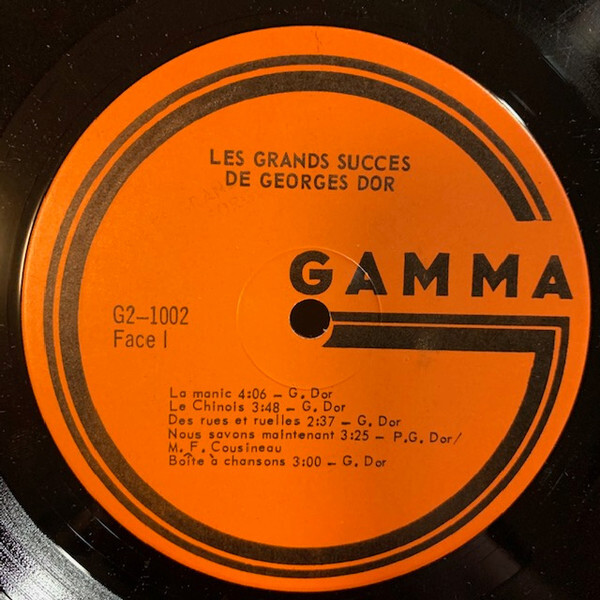 LES GRANDS SUCCES
DE GEORGES DOR
GAMMA
G2-1002
Face I
La manic 4:06 - G. Dor
Le Chinois 3:48 - G. Dor
Des rues et ruelles 2:37 - G. Dor
Nous savons maintenant 3:25 - P.G. Dor/
M. F. Cousineau
Boîte à chansons 3:00 - G. Dor